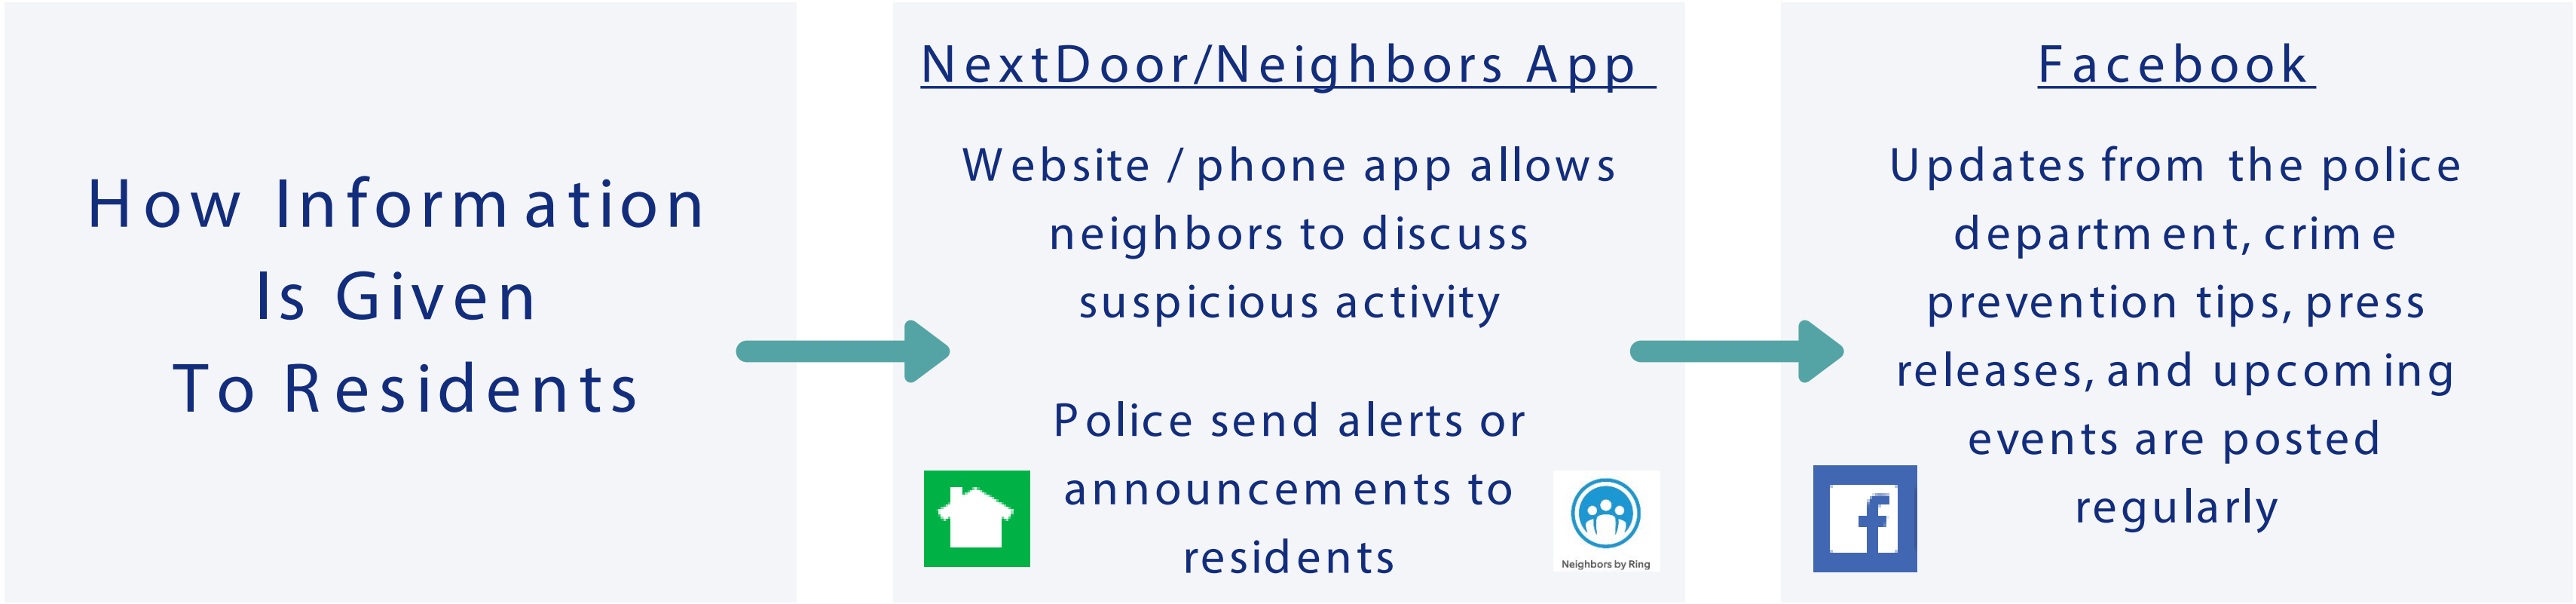 How Information
Is Given
To Residents
NextDoor/Neighbors App
Website / phone app allows
neighbors to discuss
suspicious activity
Police send alerts or
announcements to
residents
Neighbors by Ring
Facebook
Updates from the police
department, crime
prevention tips, press
releases, and upcoming
events are posted
regularly
f